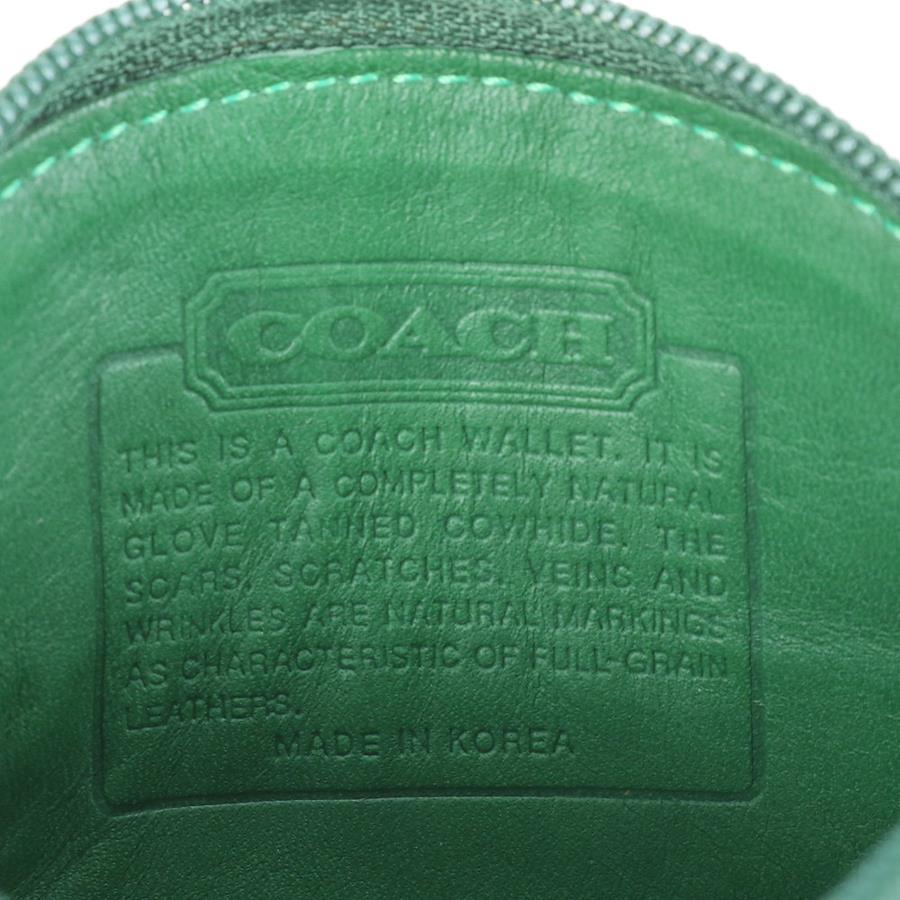 COACH
THIS IS A COACH WALLET. IT IS
MADE OF A COMPLETELY NATURAL
GLOVE TANNED COWHIDE. THE
SCARS, SCRATCHES, VEINS AND
WRINKLES ARE NATURAL MARKINGS
AS CHARACTERISTIC OF FULL-GRAIN
LEATHERS.
MADE IN KOREA